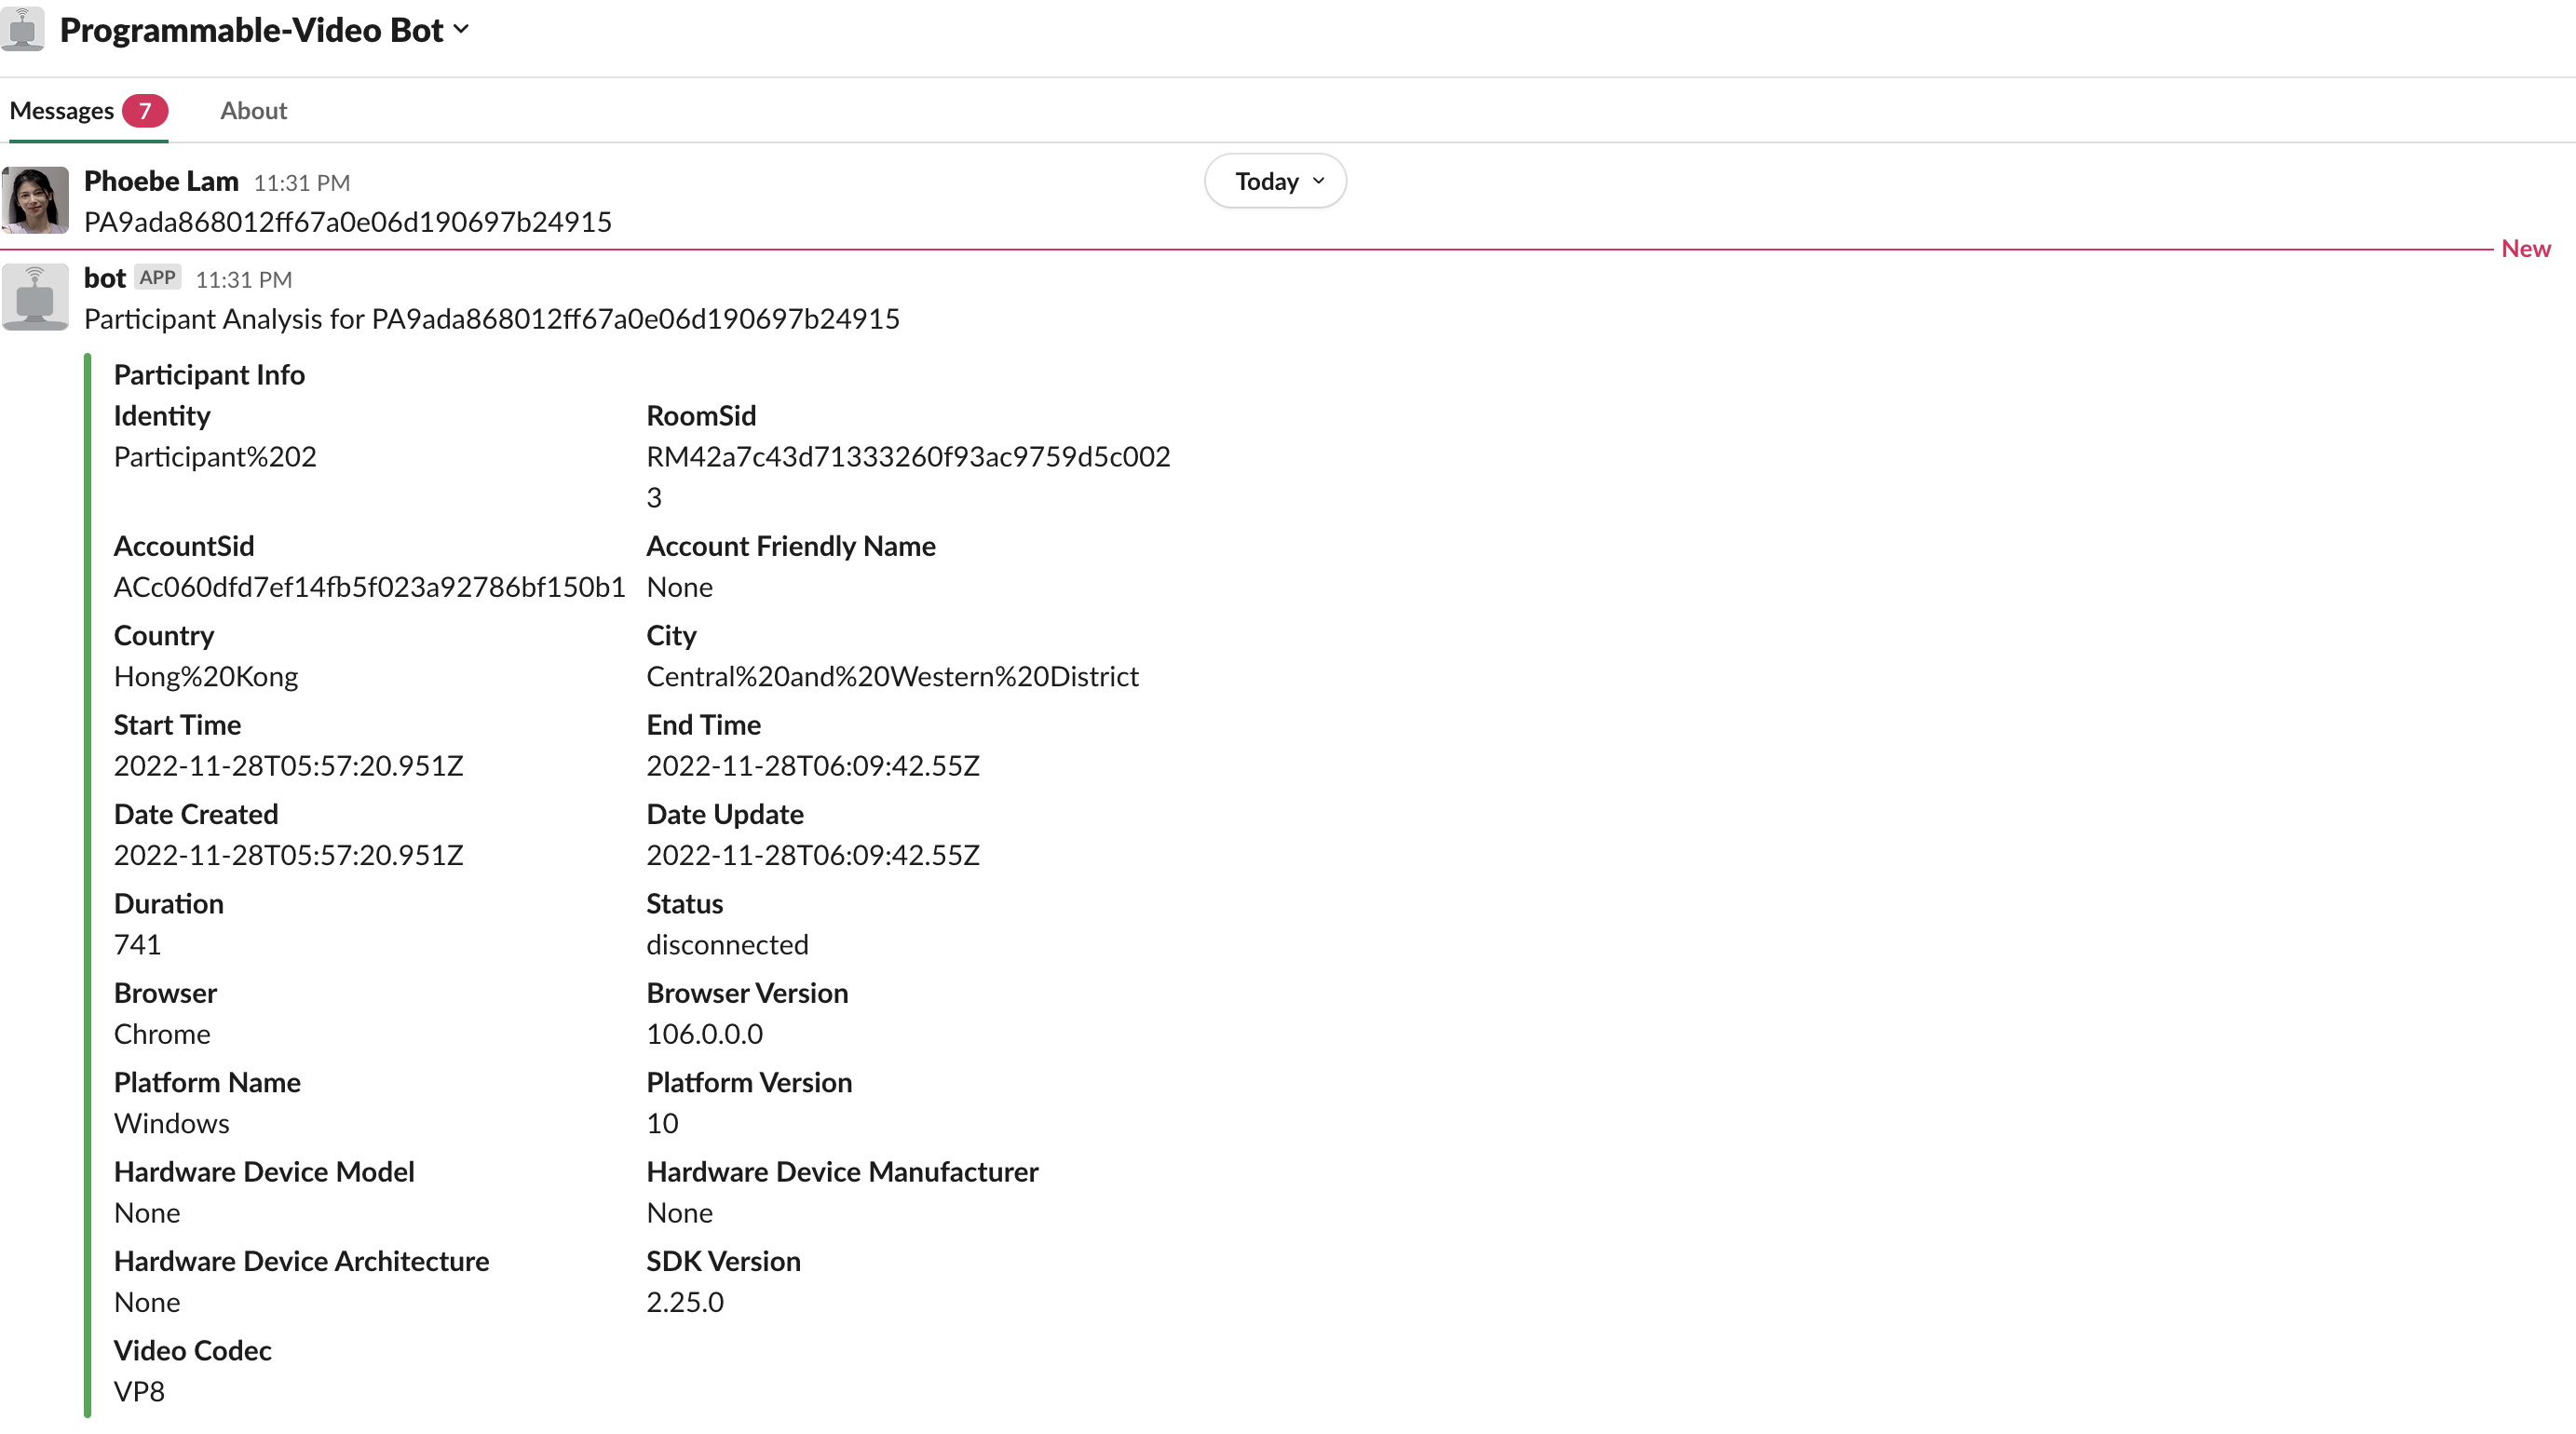 Programmable-Video Bot
Messages 7 About
Today
Phoebe Lam 11:31 PM
PA9ada868012ff67a0e06d190697b24915
New
bot APP 11:31 PM
Participant Analysis for PA9ada868012ff67a0e06d190697b24915
Participant Info
Identity RoomSid
Participant%202 RM42a7c43d71333260f93ac9759d5c002
3
AccountSid Account Friendly Name
ACc060dfd7ef14fb5f023a92786bf150b1 None
Country City
Hong%20Kong Central%20and%20Western%20District
Start Time End Time
2022-11-28T05:57:20.951Z 2022-11-28T06:09:42.55Z
Date Created Date Update
2022-11-28T05:57:20.951Z 2022-11-28T06:09:42.55Z
Duration Status
741 disconnected
Browser Browser Version
Chrome 106.0.0.0
Platform Name Platform Version
Windows 10
Hardware Device Model Hardware Device Manufacturer
None None
Hardware Device Architecture SDK Version
None 2.25.0
Video Codec
VP8